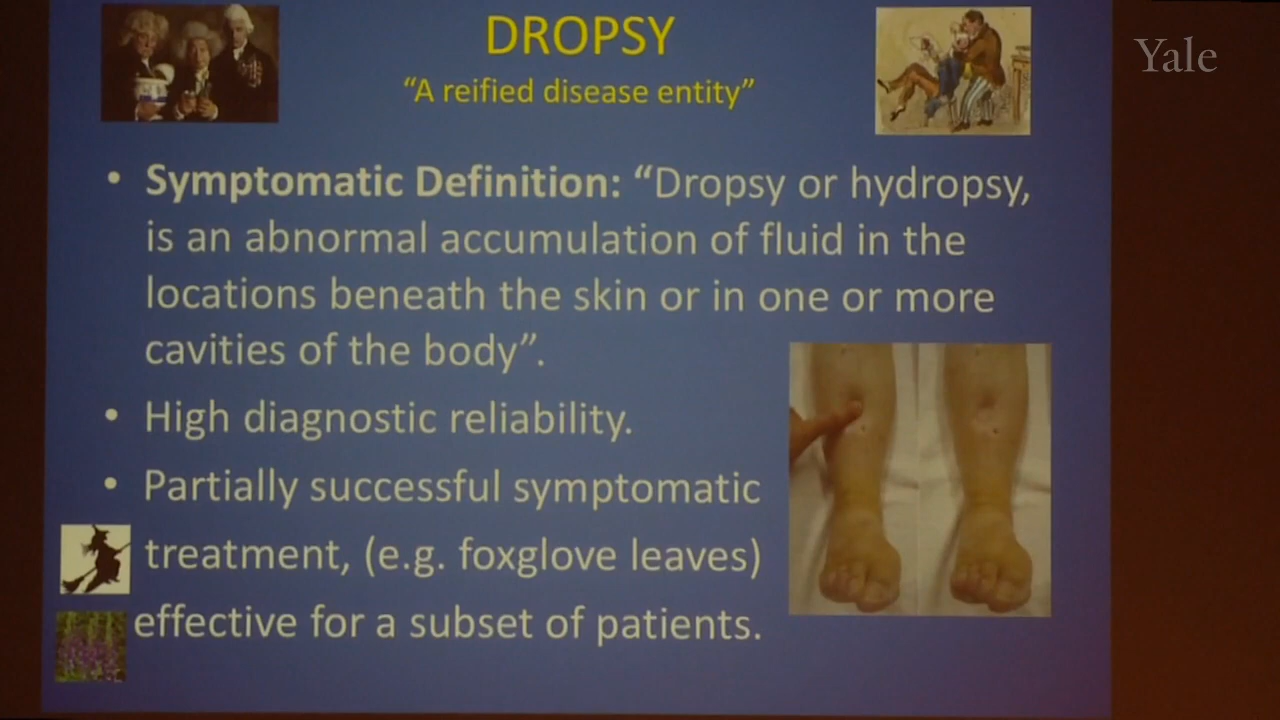 DROPSY
Yale
“A reified disease entity”
• Symptomatic Definition: “Dropsy or hydropsy,
is an abnormal accumulation of fluid in the
locations beneath the skin or in one or more
cavities of the body”.
• High diagnostic reliability.
• Partially successful symptomatic
treatment, (e.g. foxglove leaves)
effective for a subset of patients.